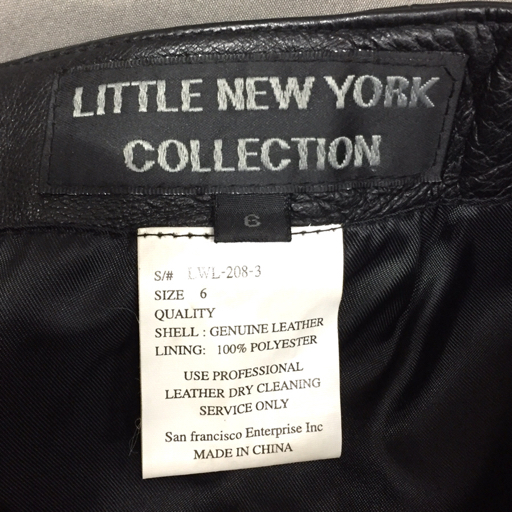 LITTLE NEW YORK
COLLECTION
6
S/# LWL-208-3
SIZE 6
QUALITY
SHELL : GENUINE LEATHER
LINING: 100% POLYESTER
USE PROFESSIONAL
LEATHER DRY CLEANING
SERVICE ONLY
San francisco Enterprise Inc
MADE IN CHINA